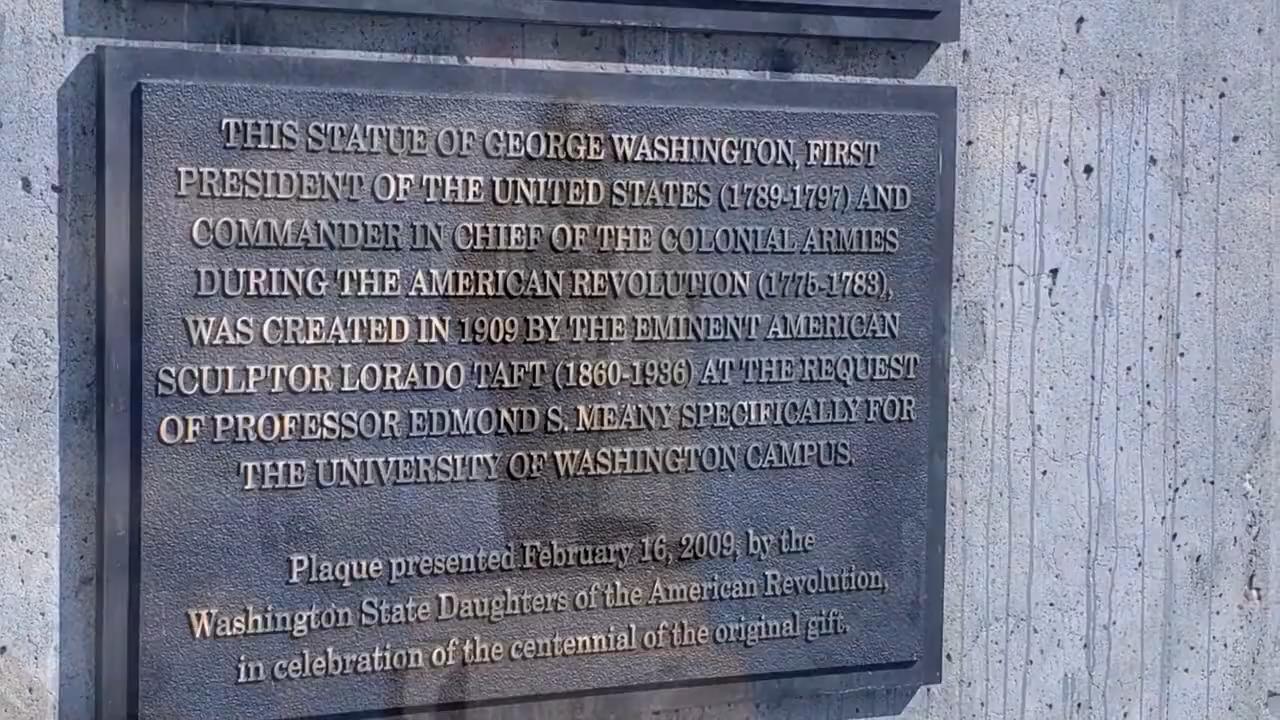 THIS STATUE OF GEORGE WASHINGTON, FIRST
PRESIDENT OF THE UNITED STATES (1789-1797) AND
COMMANDER IN CHIEF OF THE COLONIAL ARMIES
DURING THE AMERICAN REVOLUTION (1775-1783),
WAS CREATED IN 1909 BY THE EMINENT AMERICAN
SCULPTOR LORADO TAFT (1860-1936) AT THE REQUEST
OF PROFESSOR EDMOND S. MEANY SPECIFICALLY FOR
THE UNIVERSITY OF WASHINGTON CAMPUS.
Plaque presented February 16, 2009, by the
Washington State Daughters of the American Revolution,
in celebration of the centennial of the original gift.